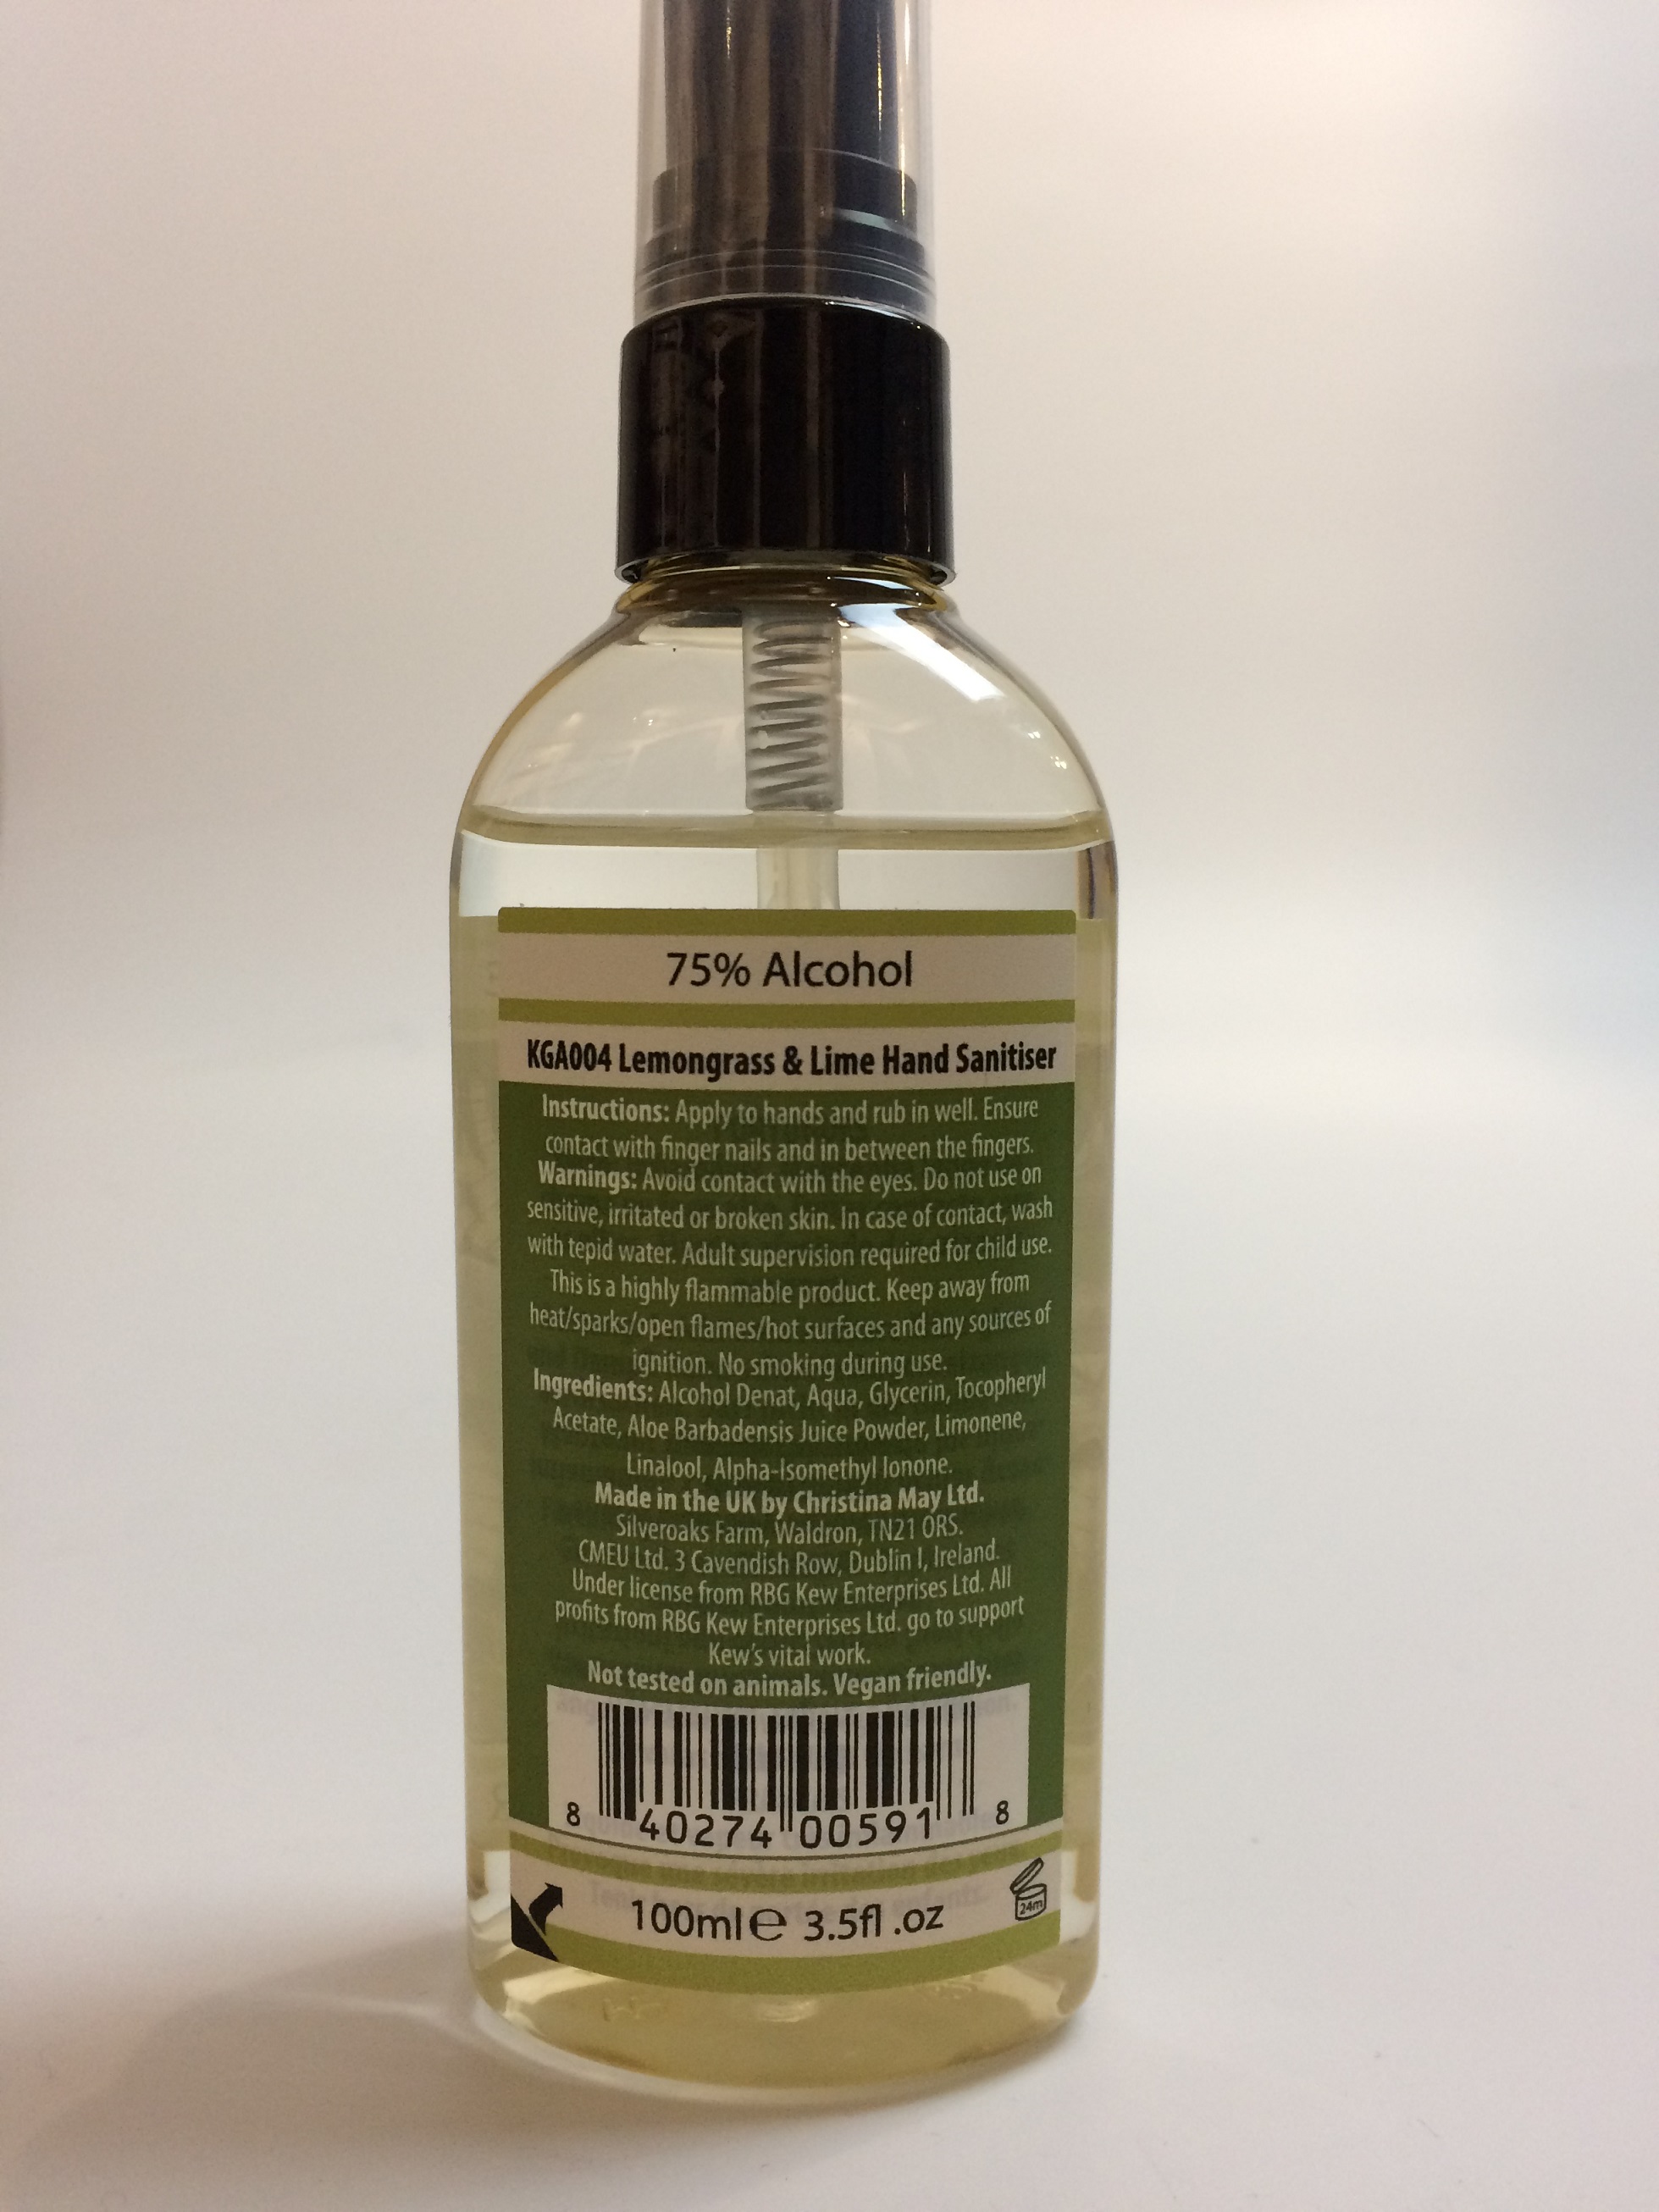 75% Alcohol
KGA004 Lemongrass & Lime Hand Sanitiser
Instructions: Apply to hands and rub in well. Ensure
contact with finger nails and in between the fingers.
Warnings: Avoid contact with the eyes. Do not use on
sensitive, irritated or broken skin. In case of contact, wash
with tepid water. Adult supervision required for child use.
This is a highly flammable product. Keep away from
heat/sparks/open flames/hot surfaces and any sources of
ignition. No smoking during use.
Ingredients: Alcohol Denat, Aqua, Glycerin, Tocopheryl
Acetate, Aloe Barbadensis Juice Powder, Limonene,
Linalool, Alpha-Isomethyl Ionone.
Made in the UK by Christina May Ltd.
Silveroaks Farm, Waldron, TN21 0RS.
CMEU Ltd. 3 Cavendish Row, Dublin I, Ireland.
Under license from RBG Kew Enterprises Ltd. All
profits from RBG Kew Enterprises Ltd. go to support
Kew's vital work.
Not tested on animals. Vegan friendly.
8 40274 00591 8
24m
100ml ℮ 3.5fl .oz